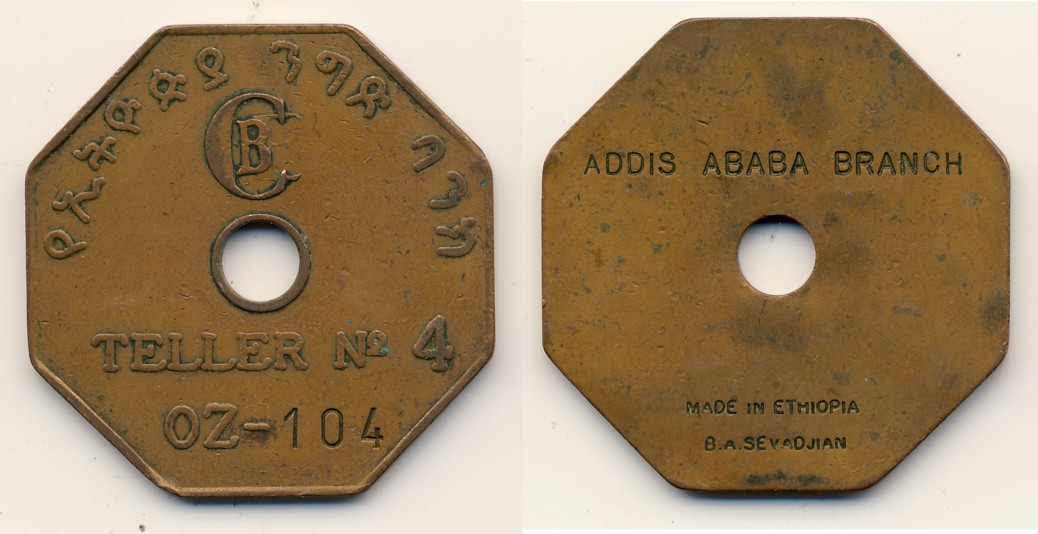 የኢትዮጵያ ንግድ ባንክ
CB
TELLER Nº 4
OZ-104
ADDIS ABABA BRANCH
MADE IN ETHIOPIA
B.A.SEVADJIAN